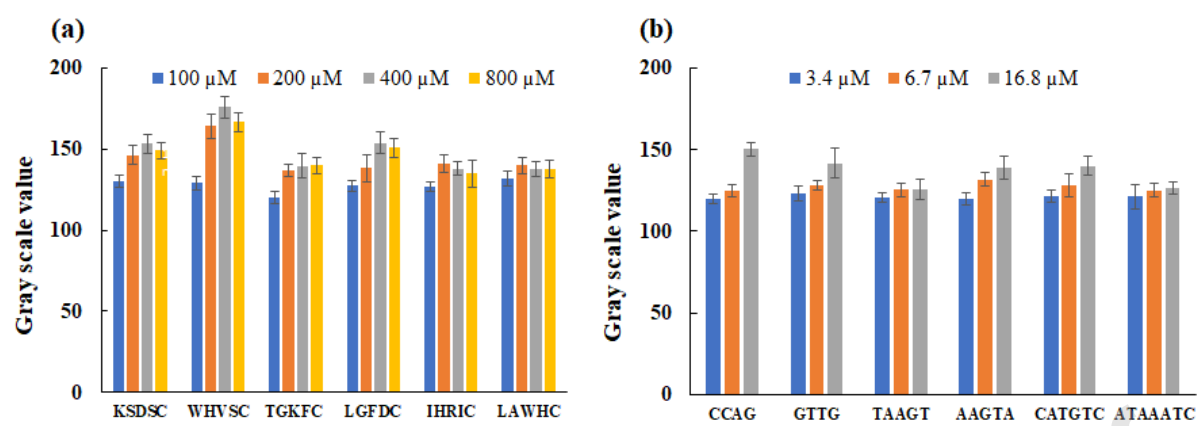 (a)
100 µM 200 µM 400 µM 800 µM
Gray scale value
200
150
100
50
0
KSDSC WHVSC TGKFC LGFDC IHRIC LAWHC
(b)
3.4 µM 6.7 µM 16.8 µM
Gray scale value
200
150
100
50
0
CCAG GTTG TAAGT AAGTA CATGTC ATAAATC